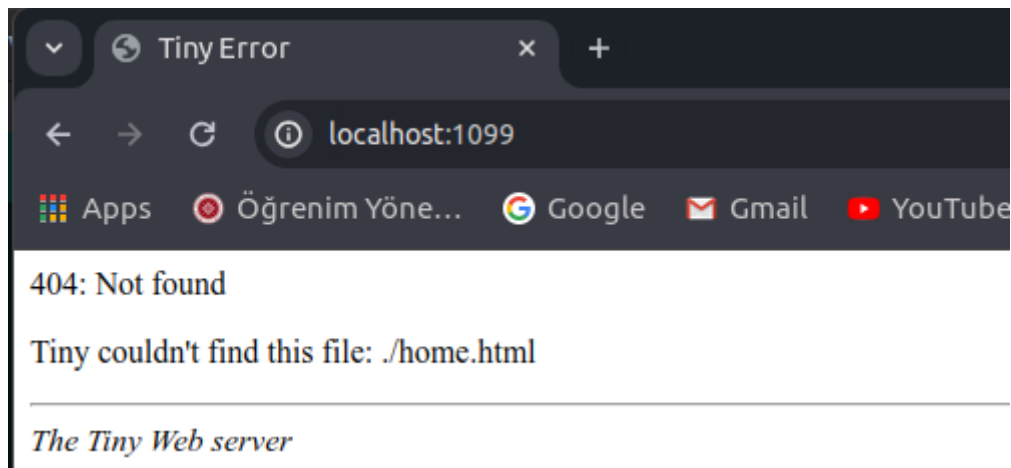 Tiny Error
localhost:1099
Apps Öğrenim Yöne... Google Gmail YouTube
404: Not found
Tiny couldn't find this file: ./home.html
The Tiny Web server